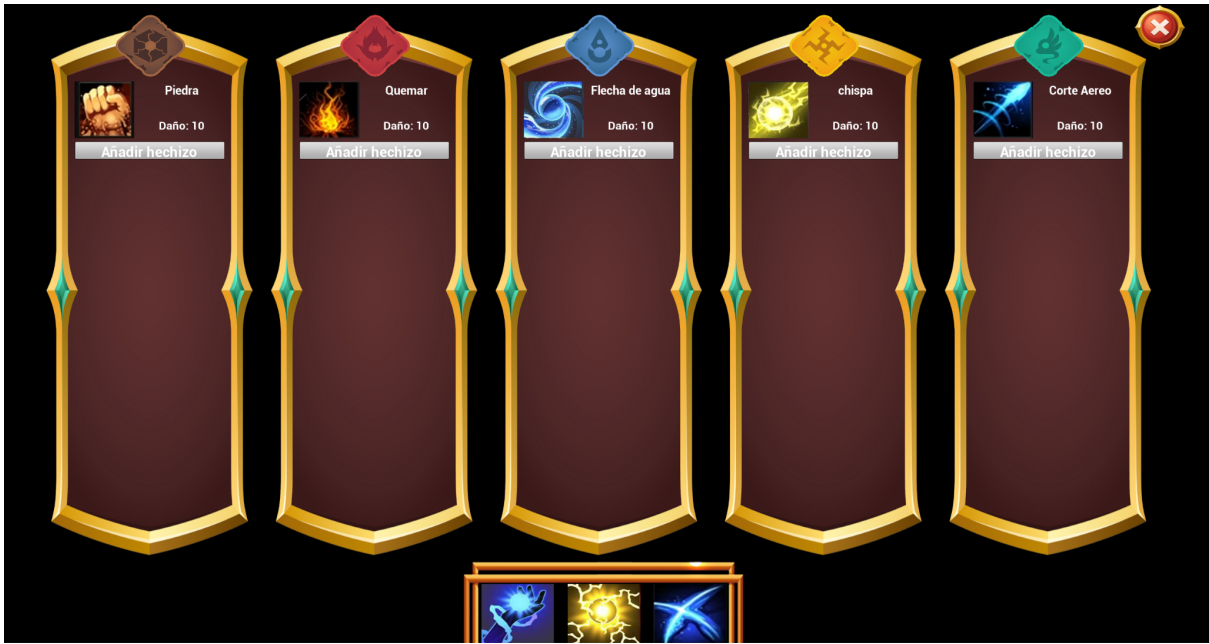 Piedra
Daño: 10
Añadir hechizo
Quemar
Daño: 10
Añadir hechizo
Flecha de agua
Daño: 10
Añadir hechizo
chispa
Daño: 10
Añadir hechizo
Corte Aereo
Daño: 10
Añadir hechizo